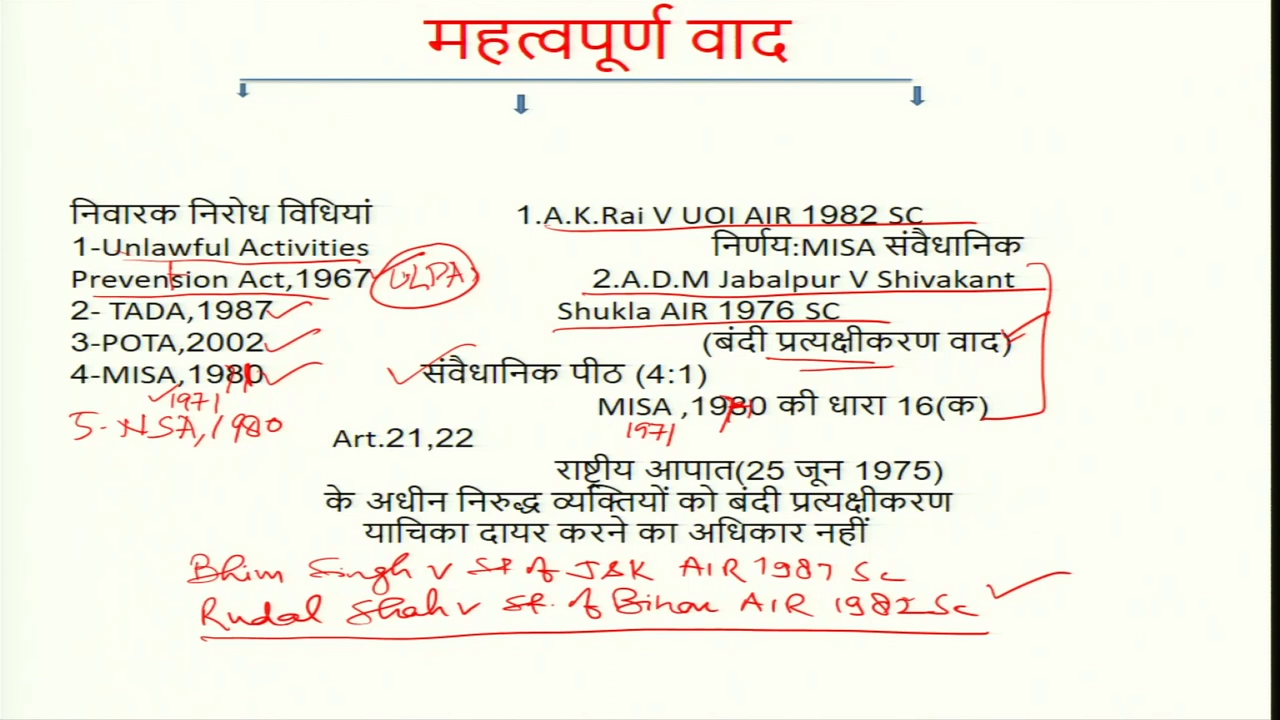 महत्वपूर्ण वाद
निवारक निरोध विधियां
1-Unlawful Activities
Prevension Act,1967
2- TADA,1987
3-POTA,2002
4-MISA,1980
1971
5-NSA,1980
1.A.K.Rai V UOI AIR 1982 SC
निर्णय:MISA संवैधानिक
2.A.D.M Jabalpur V Shivakant
Shukla AIR 1976 SC
(बंदी प्रत्यक्षीकरण वाद)
संवैधानिक पीठ (4:1)
MISA ,1980 की धारा 16(क)
1971
Art.21,22
राष्ट्रीय आपात(25 जून 1975)
के अधीन निरुद्ध व्यक्तियों को बंदी प्रत्यक्षीकरण
याचिका दायर करने का अधिकार नहीं
Bhim Singh v St of J&K AIR 1987 SC
Rudal Shah v St. of Bihar AIR 1982 SC